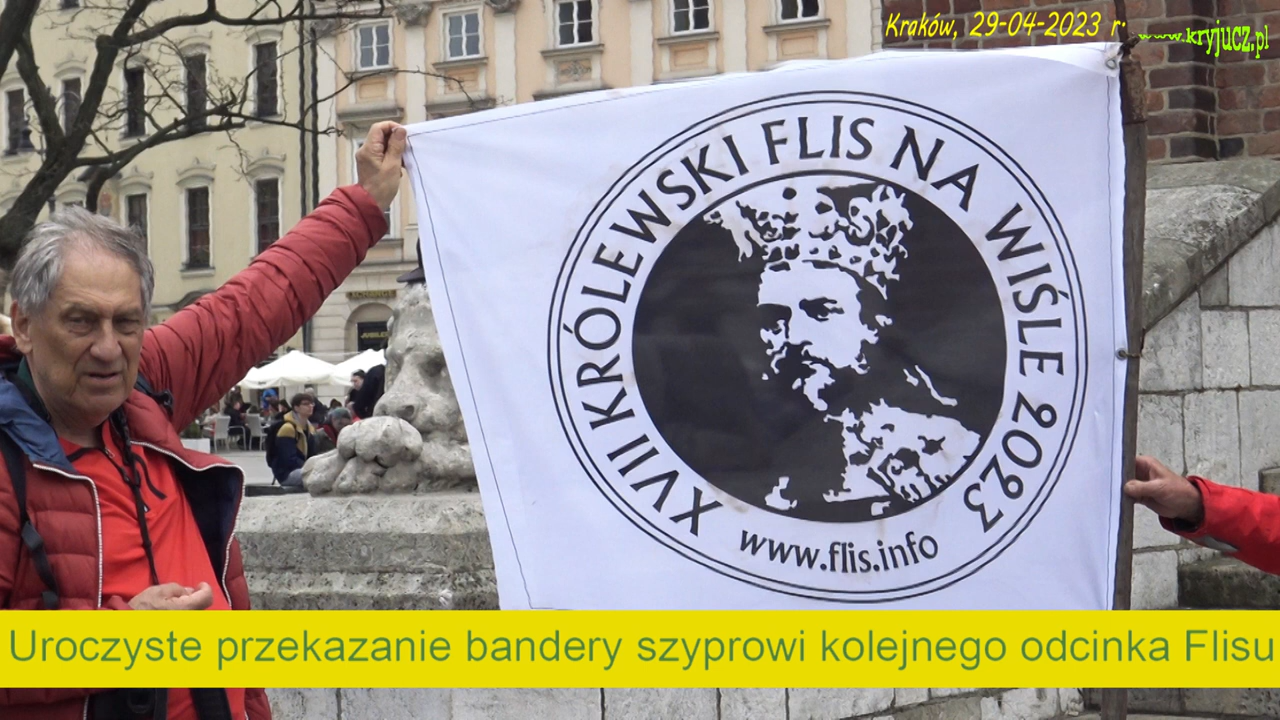 Kraków, 29-04-2023 r.
www.kryjucz.pl
XVII KRÓLEWSKI FLIS NA WIŚLE 2023
www.flis.info
Uroczyste przekazanie bandery szyprowi kolejnego odcinka Flisu